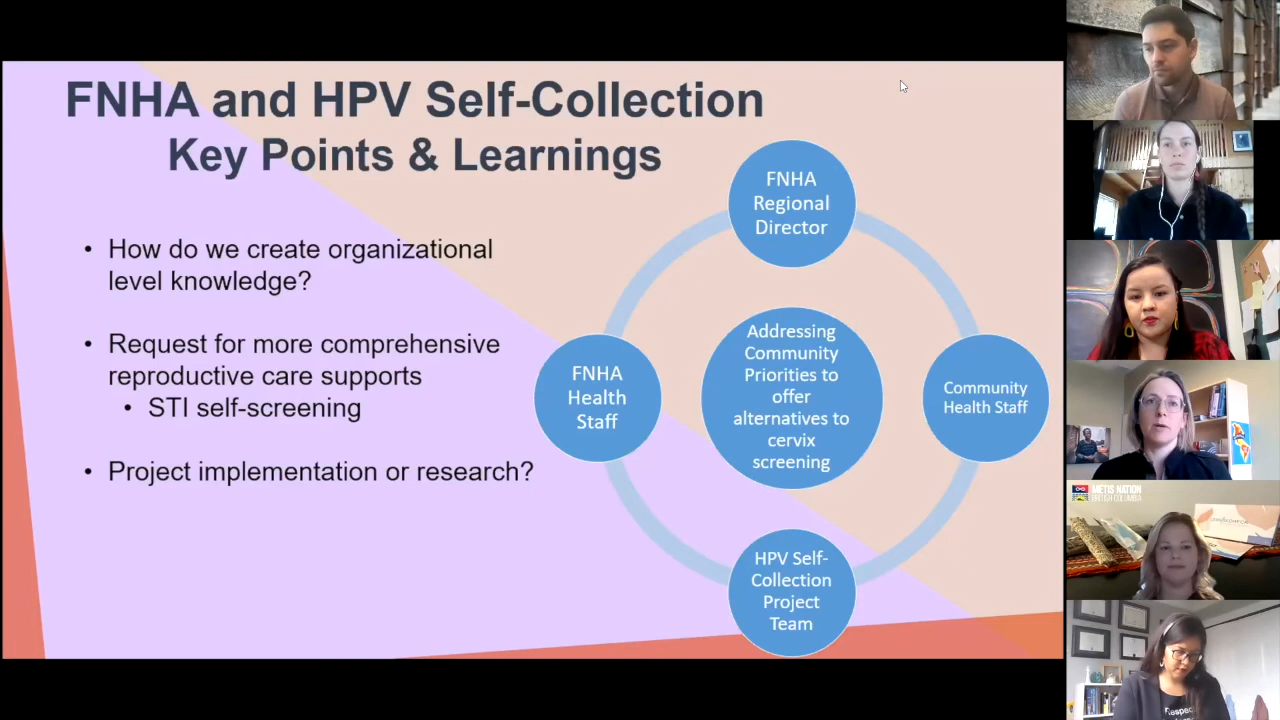 FNHA and HPV Self-Collection
Key Points & Learnings
• How do we create organizational
level knowledge?
• Request for more comprehensive
reproductive care supports
• STI self-screening
• Project implementation or research?
FNHA
Regional
Director
FNHA
Health
Staff
Addressing
Community
Priorities to
offer
alternatives to
cervix
screening
Community
Health Staff
HPV Self-
Collection
Project
Team
MÉTIS NATION
BRITISH COLUMBIA
Respec